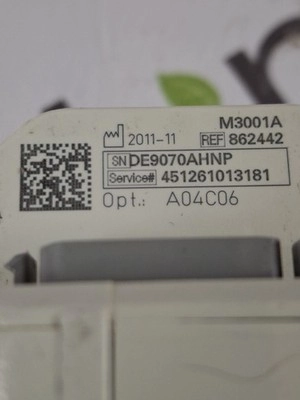 M3001A
2011-11 REF 862442
SN DE9070AHNP
Service# 451261013181
Opt.: A04C06